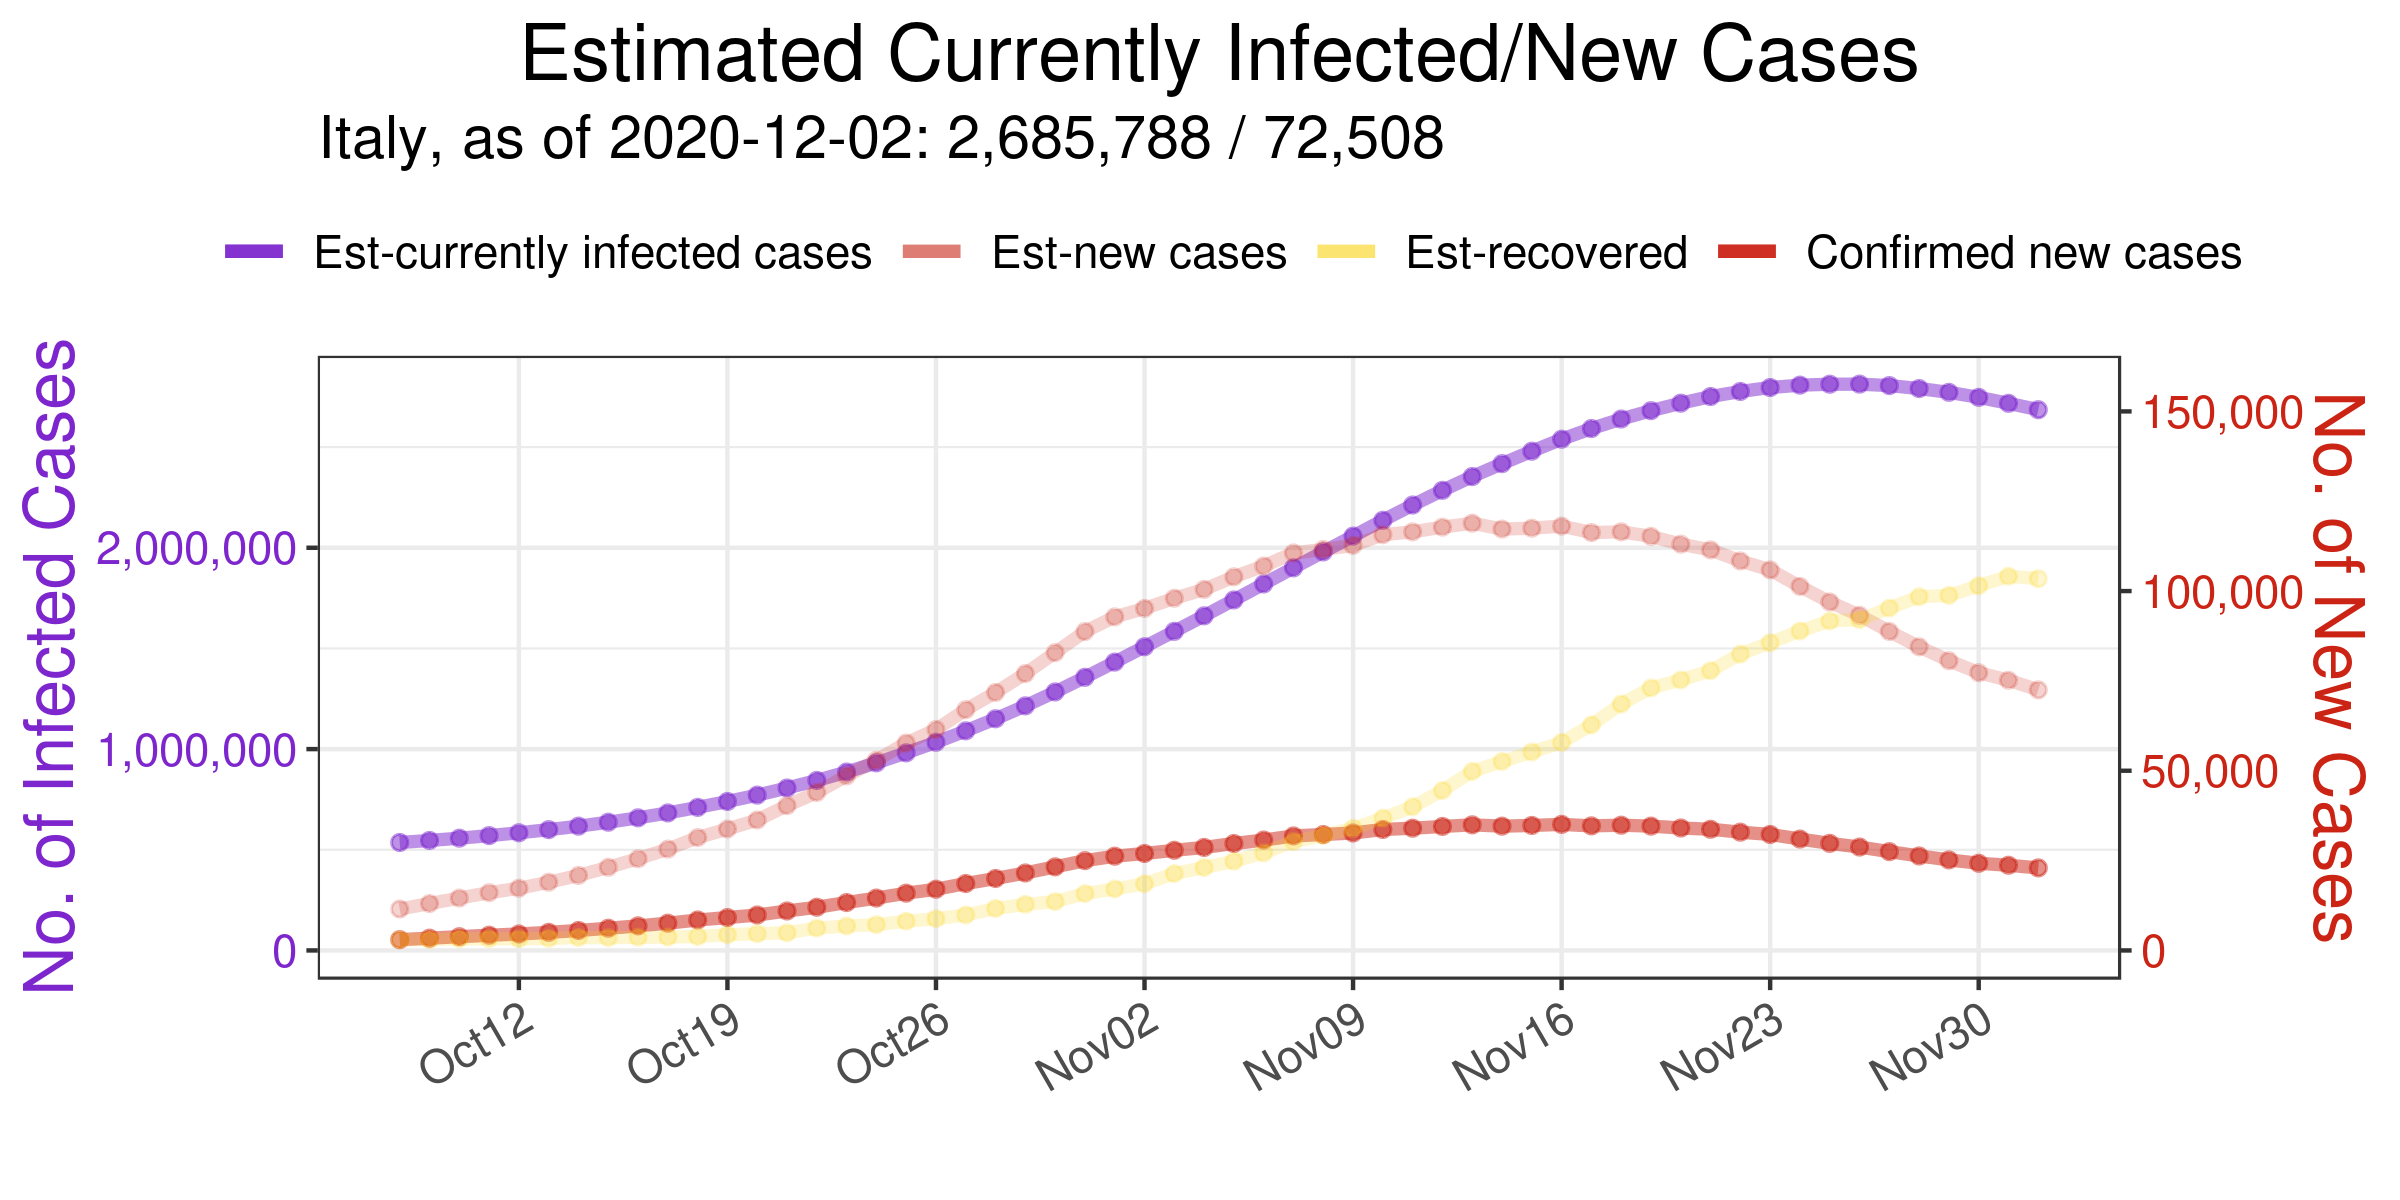 Estimated Currently Infected/New Cases
Italy, as of 2020-12-02: 2,685,788 / 72,508
Est-currently infected cases Est-new cases Est-recovered Confirmed new cases
No. of Infected Cases
2,000,000
1,000,000
0
150,000
100,000
50,000
0
No. of New Cases
Oct12 Oct19 Oct26 Nov02 Nov09 Nov16 Nov23 Nov30